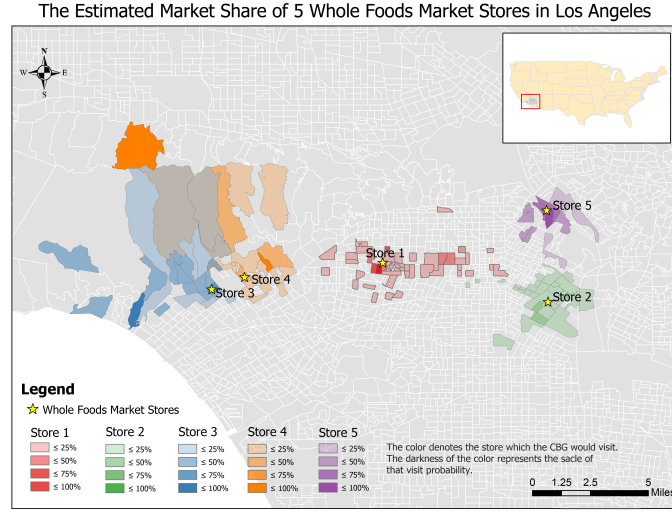 The Estimated Market Share of 5 Whole Foods Market Stores in Los Angeles
N
W E
S
Store 5
Store 1
Store 4
Store 3
Store 2
Legend
Whole Foods Market Stores
Store 1 Store 2 Store 3 Store 4 Store 5
≤ 25% ≤ 25% ≤ 25% ≤ 25% ≤ 25%
≤ 50% ≤ 50% ≤ 50% ≤ 50% ≤ 50%
≤ 75% ≤ 75% ≤ 75% ≤ 75% ≤ 75%
≤ 100% ≤ 100% ≤ 100% ≤ 100% ≤ 100%
The color denotes the store which the CBG would visit.
The darkness of the color represents the sacle of
that visit probability.
0 1.25 2.5 5
Miles